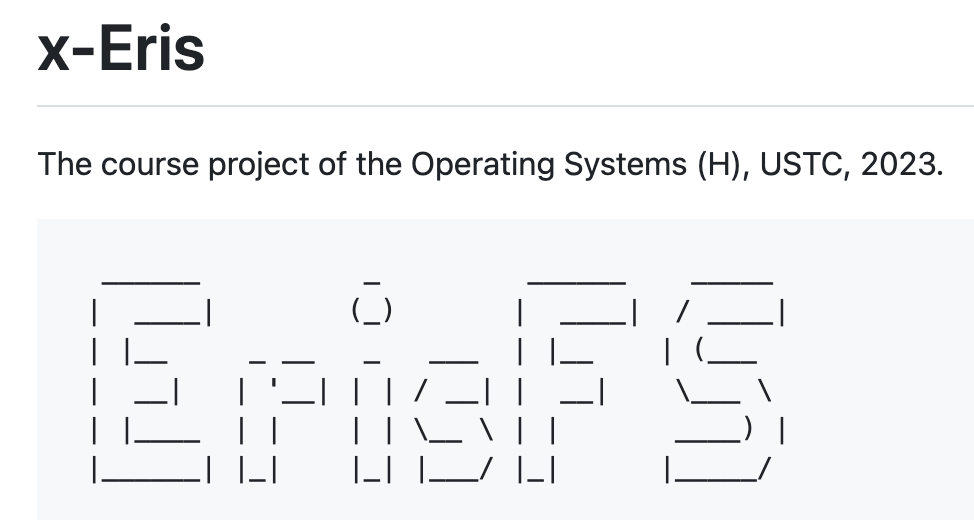 x-Eris
The course project of the Operating Systems (H), USTC, 2023.
ErisFS